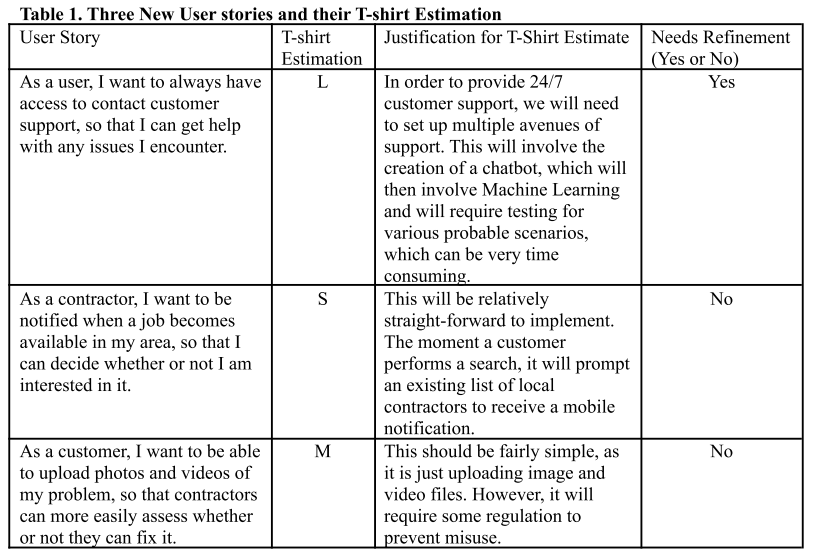 Table 1. Three New User stories and their T-shirt Estimation
User Story
T-shirt
Estimation
Justification for T-Shirt Estimate
Needs Refinement
(Yes or No)
As a user, I want to always have
access to contact customer
support, so that I can get help
with any issues I encounter.
L
In order to provide 24/7
customer support, we will need
to set up multiple avenues of
support. This will involve the
creation of a chatbot, which will
then involve Machine Learning
and will require testing for
various probable scenarios,
which can be very time
consuming.
Yes
As a contractor, I want to be
notified when a job becomes
available in my area, so that I
can decide whether or not I am
interested in it.
S
This will be relatively
straight-forward to implement.
The moment a customer
performs a search, it will prompt
an existing list of local
contractors to receive a mobile
notification.
No
As a customer, I want to be able
to upload photos and videos of
my problem, so that contractors
can more easily assess whether
or not they can fix it.
M
This should be fairly simple, as
it is just uploading image and
video files. However, it will
require some regulation to
prevent misuse.
No